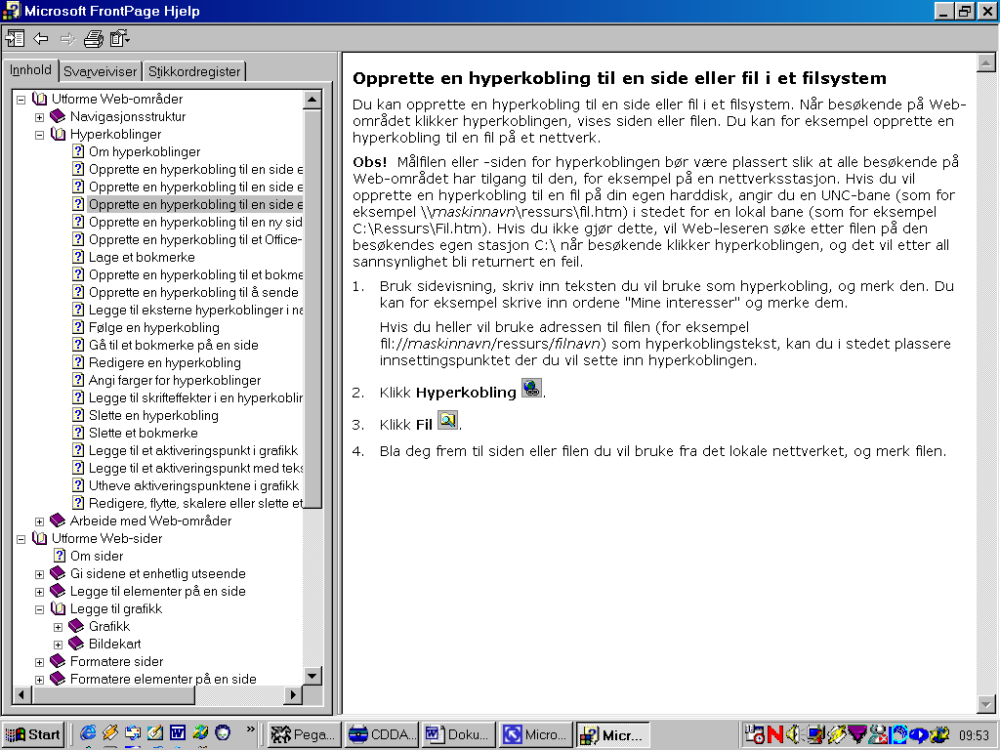 Microsoft FrontPage Hjelp
Innhold
Svarveiviser
Stikkordregister
Utforme Web-områder
Navigasjonsstruktur
Hyperkoblinger
Om hyperkoblinger
Opprette en hyperkobling til en side e
Opprette en hyperkobling til en side e
Opprette en hyperkobling til en side e
Opprette en hyperkobling til en ny sid
Opprette en hyperkobling til et Office-
Lage et bokmerke
Opprette en hyperkobling til et bokme
Opprette en hyperkobling til å sende
Legge til eksterne hyperkoblinger i na
Følge en hyperkobling
Gå til et bokmerke på en side
Redigere en hyperkobling
Angi farger for hyperkoblinger
Legge til skrifteffekter i en hyperkoblin
Slette en hyperkobling
Slette et bokmerke
Legge til et aktiveringspunkt i grafikk
Legge til et aktiveringspunkt med teks
Utheve aktiveringspunktene i grafikk
Redigere, flytte, skalere eller slette et
Arbeide med Web-områder
Utforme Web-sider
Om sider
Gi sidene et enhetlig utseende
Legge til elementer på en side
Legge til grafikk
Grafikk
Bildekart
Formatere sider
Formatere elementer på en side
Opprette en hyperkobling til en side eller fil i et filsystem
Du kan opprette en hyperkobling til en side eller fil i et filsystem. Når besøkende på Web-
området klikker hyperkoblingen, vises siden eller filen. Du kan for eksempel opprette en
hyperkobling til en fil på et nettverk.
Obs! Målfilen eller -siden for hyperkoblingen bør være plassert slik at alle besøkende på
Web-området har tilgang til den, for eksempel på en nettverksstasjon. Hvis du vil
opprette en hyperkobling til en fil på din egen harddisk, angir du en UNC-bane (som for
eksempel \\maskinnavn\ressurs\fil.htm) i stedet for en lokal bane (som for eksempel
C:\Ressurs\Fil.htm). Hvis du ikke gjør dette, vil Web-leseren søke etter filen på den
besøkendes egen stasjon C:\ når besøkende klikker hyperkoblingen, og det vil etter all
sannsynlighet bli returnert en feil.
1. Bruk sidevisning, skriv inn teksten du vil bruke som hyperkobling, og merk den. Du
kan for eksempel skrive inn ordene "Mine interesser" og merke dem.
Hvis du heller vil bruke adressen til filen (for eksempel
fil://maskinnavn/ressurs/filnavn) som hyperkoblingstekst, kan du i stedet plassere
innsettingspunktet der du vil sette inn hyperkoblingen.
2. Klikk Hyperkobling .
3. Klikk Fil .
4. Bla deg frem til siden eller filen du vil bruke fra det lokale nettverket, og merk filen.
Start
»
Pega...
CDDA...
Doku...
Micro...
Micr...
09:53